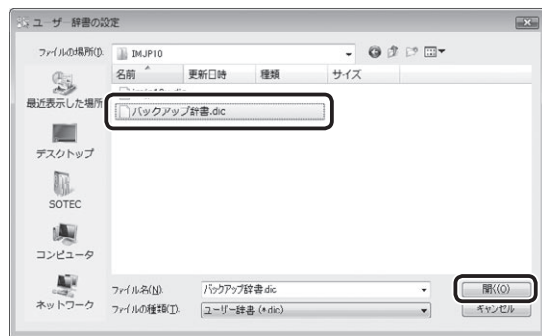 ユーザー辞書の設定
ファイルの場所(I):
IMJP10
名前
更新日時
種類
サイズ
バックアップ辞書.dic
最近表示した場所
デスクトップ
SOTEC
コンピュータ
ネットワーク
ファイル名(N):
バックアップ辞書.dic
開く(O)
ファイルの種類(T):
ユーザー辞書 (*.dic)
キャンセル